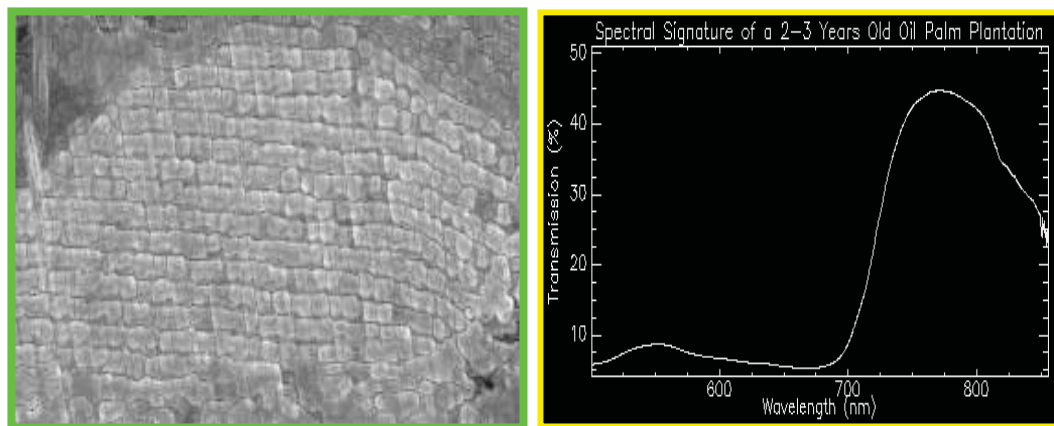 Spectral Signature of a 2-3 Years Old Oil Palm Plantation
50
40
30
20
10
Transmission (%)
600
700
800
Wavelength (nm)